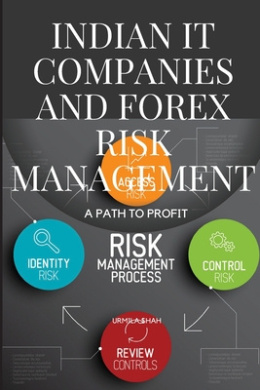 INDIAN IT
COMPANIES
AND FOREX
RISK
MANAGEMENT
ACCESS
RISK
A PATH TO PROFIT
IDENTITY
RISK
RISK
MANAGEMENT
PROCESS
CONTROL
RISK
URMILA SHAH
REVIEW
CONTROLS